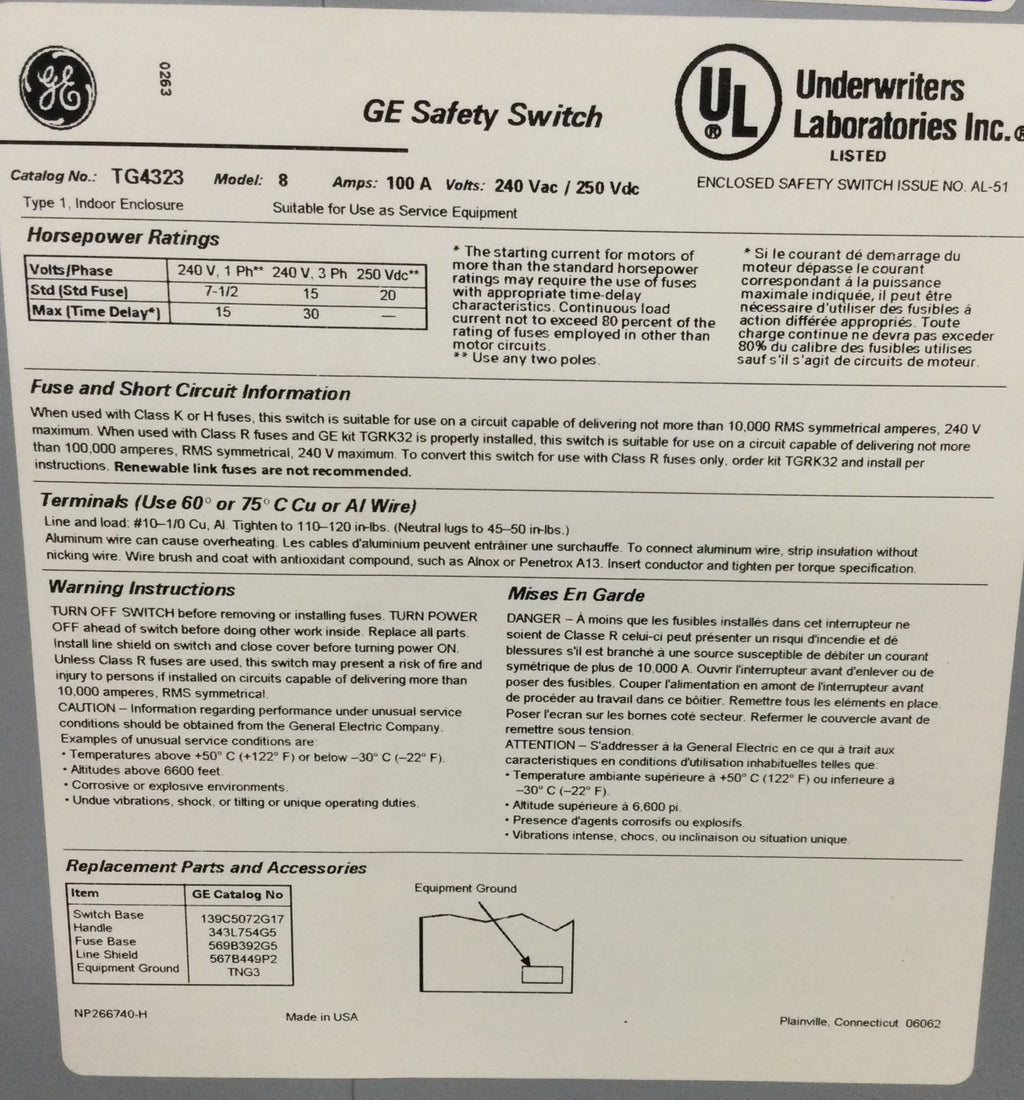 GE
0263
GE Safety Switch
UL
®
Underwriters
Laboratories Inc.®
LISTED
Catalog No.: TG4323 Model: 8 Amps: 100 A Volts: 240 Vac / 250 Vdc
ENCLOSED SAFETY SWITCH ISSUE NO. AL-51
Type 1, Indoor Enclosure Suitable for Use as Service Equipment
Horsepower Ratings
Volts/Phase 240 V, 1 Ph** 240 V, 3 Ph 250 Vdc**
Std (Std Fuse) 7-1/2 15 20
Max (Time Delay*) 15 30 —
* The starting current for motors of
more than the standard horsepower
ratings may require the use of fuses
with appropriate time-delay
characteristics. Continuous load
current not to exceed 80 percent of the
rating of fuses employed in other than
motor circuits.
** Use any two poles.
* Si le courant dé demarrage du
moteur dépasse le courant
correspondant á la puissance
maximale indiquée, il peut être
nécessaire d'utiliser des fusibles á
action différée appropriés. Toute
charge continue ne devra pas exceder
80% du calibre des fusibles utilises
sauf s'il s'agit de circuits de moteur.
Fuse and Short Circuit Information
When used with Class K or H fuses, this switch is suitable for use on a circuit capable of delivering not more than 10,000 RMS symmetrical amperes, 240 V
maximum. When used with Class R fuses and GE kit TGRK32 is properly installed, this switch is suitable for use on a circuit capable of delivering not more
than 100,000 amperes, RMS symmetrical, 240 V maximum. To convert this switch for use with Class R fuses only, order kit TGRK32 and install per
instructions. Renewable link fuses are not recommended.
Terminals (Use 60° or 75° C Cu or Al Wire)
Line and load: #10–1/0 Cu, Al. Tighten to 110–120 in-lbs. (Neutral lugs to 45–50 in-lbs.)
Aluminum wire can cause overheating. Les cables d'aluminium peuvent entrâiner une surchauffe. To connect aluminum wire, strip insulation without
nicking wire. Wire brush and coat with antioxidant compound, such as Alnox or Penetrox A13. Insert conductor and tighten per torque specification.
Warning Instructions
TURN OFF SWITCH before removing or installing fuses. TURN POWER
OFF ahead of switch before doing other work inside. Replace all parts.
Install line shield on switch and close cover before turning power ON.
Unless Class R fuses are used, this switch may present a risk of fire and
injury to persons if installed on circuits capable of delivering more than
10,000 amperes, RMS symmetrical.
CAUTION – Information regarding performance under unusual service
conditions should be obtained from the General Electric Company.
Examples of unusual service conditions are:
• Temperatures above +50° C (+122° F) or below –30° C (–22° F).
• Altitudes above 6600 feet.
• Corrosive or explosive environments.
• Undue vibrations, shock, or tilting or unique operating duties.
Mises En Garde
DANGER – À moins que les fusibles installés dans cet interrupteur ne
soient de Classe R celui-ci peut présenter un risqui d'incendie et dé
blessures s'il est branché à une source susceptible de débiter un courant
symétrique de plus de 10,000 A. Ouvrir l'interrupteur avant d'enlever ou de
poser des fusibles. Couper l'alimentation en amont de l'interrupteur avant
de procéder au travail dans ce bôitier. Remettre tous les eléments en place.
Poser l'ecran sur les bornes coté secteur. Refermer le couvercle avant de
remettre sous tension.
ATTENTION – S'addresser à la General Electric en ce qui à trait aux
caracteristiques en conditions d'utilisation inhabituelles telles que:
• Temperature ambiante supérieure à +50° C (122° F) ou inferieure à
–30° C (–22° F).
• Altitude supérieure à 6,600 pi.
• Presence d'agents corrosifs ou explosifs.
• Vibrations intense, chocs, ou inclinaison ou situation unique.
Replacement Parts and Accessories
Item GE Catalog No
Switch Base 139C5072G17
Handle 343L754G5
Fuse Base 569B392G5
Line Shield 567B449P2
Equipment Ground TNG3
Equipment Ground
NP266740-H Made in USA Plainville, Connecticut 06062